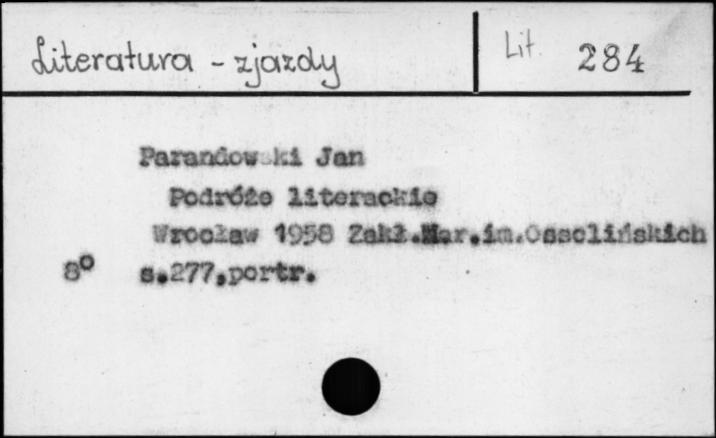 Literatura - zjazdy
Lit. 284
Parandowski Jan
Podróże literackie
Wrocław 1958 Zakł.Nar.im.Ossolińskich
8° s.277,portr.